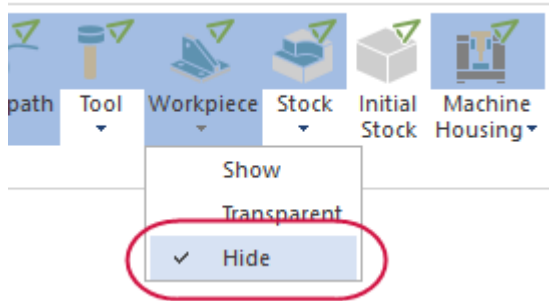 path Tool Workpiece Stock Initial Stock Machine Housing
Show
Transparent
Hide